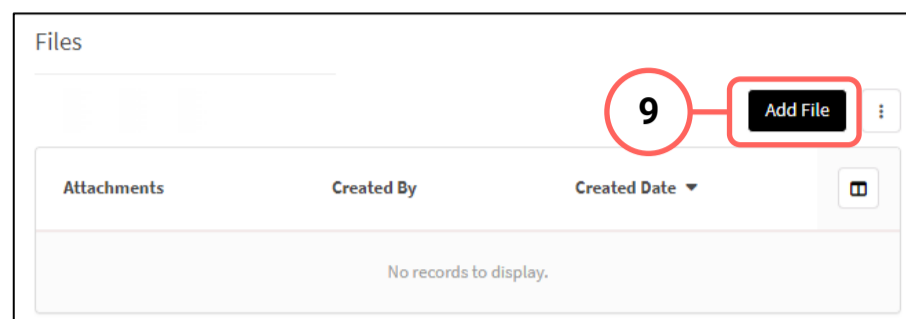 Files
9 Add File
Attachments Created By Created Date
No records to display.